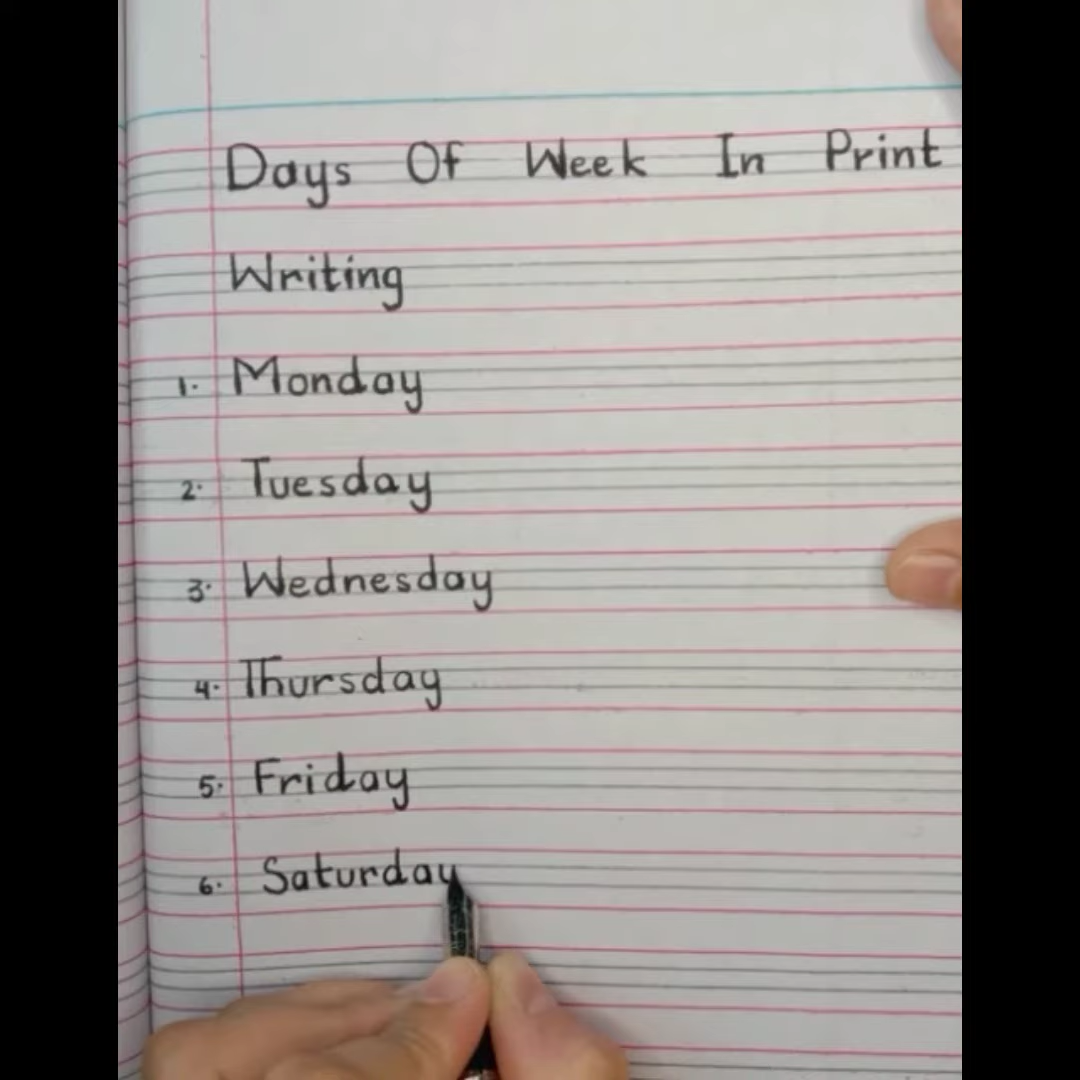 Days Of Week In Print
Writing
1. Monday
2. Tuesday
3. Wednesday
4. Thursday
5. Friday
6. Saturday